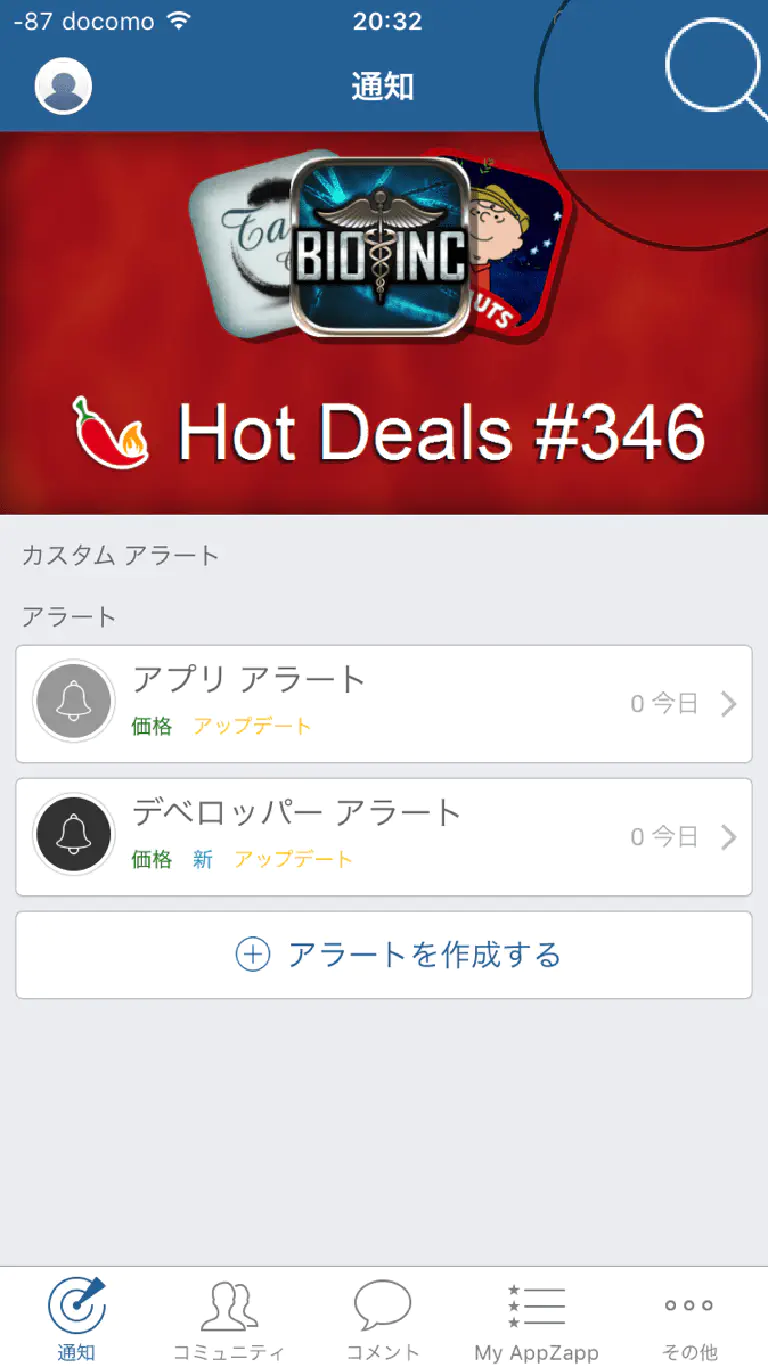 -87 docomo 20:32
通知
Ta
BIO INC
UTS
Hot Deals #346
カスタム アラート
アラート
アプリ アラート
価格 アップデート
0 今日
デベロッパー アラート
価格 新 アップデート
0 今日
アラートを作成する
通知 コミュニティ コメント My AppZapp その他